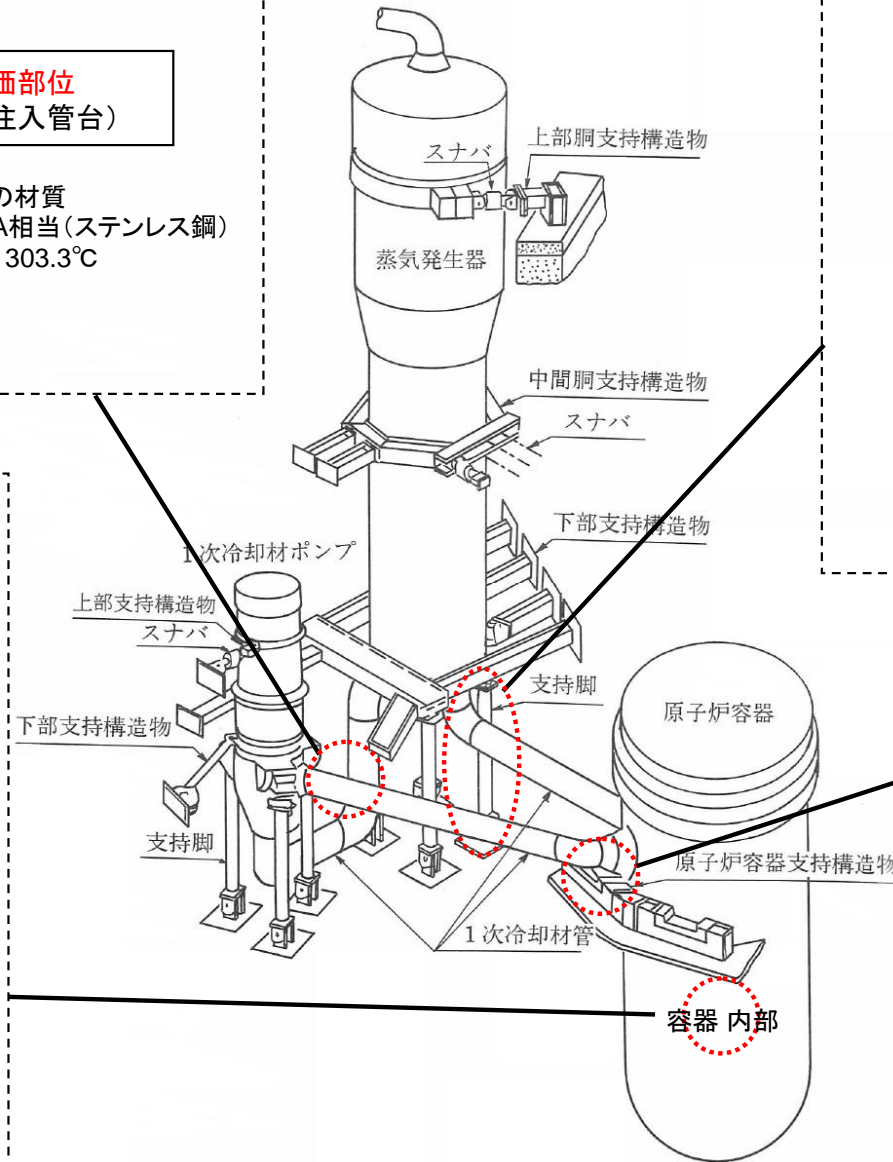 価部位
注入管台）
の材質
A相当（ステンレス鋼）
303.3℃
スナバ
上部胴支持構造物
蒸気発生器
中間胴支持構造物
スナバ
下部支持構造物
1次冷却材ポンプ
上部支持構造物
スナバ
支持脚
原子炉容器
下部支持構造物
支持脚
原子炉容器支持構造物
1次冷却材管
容器 内部